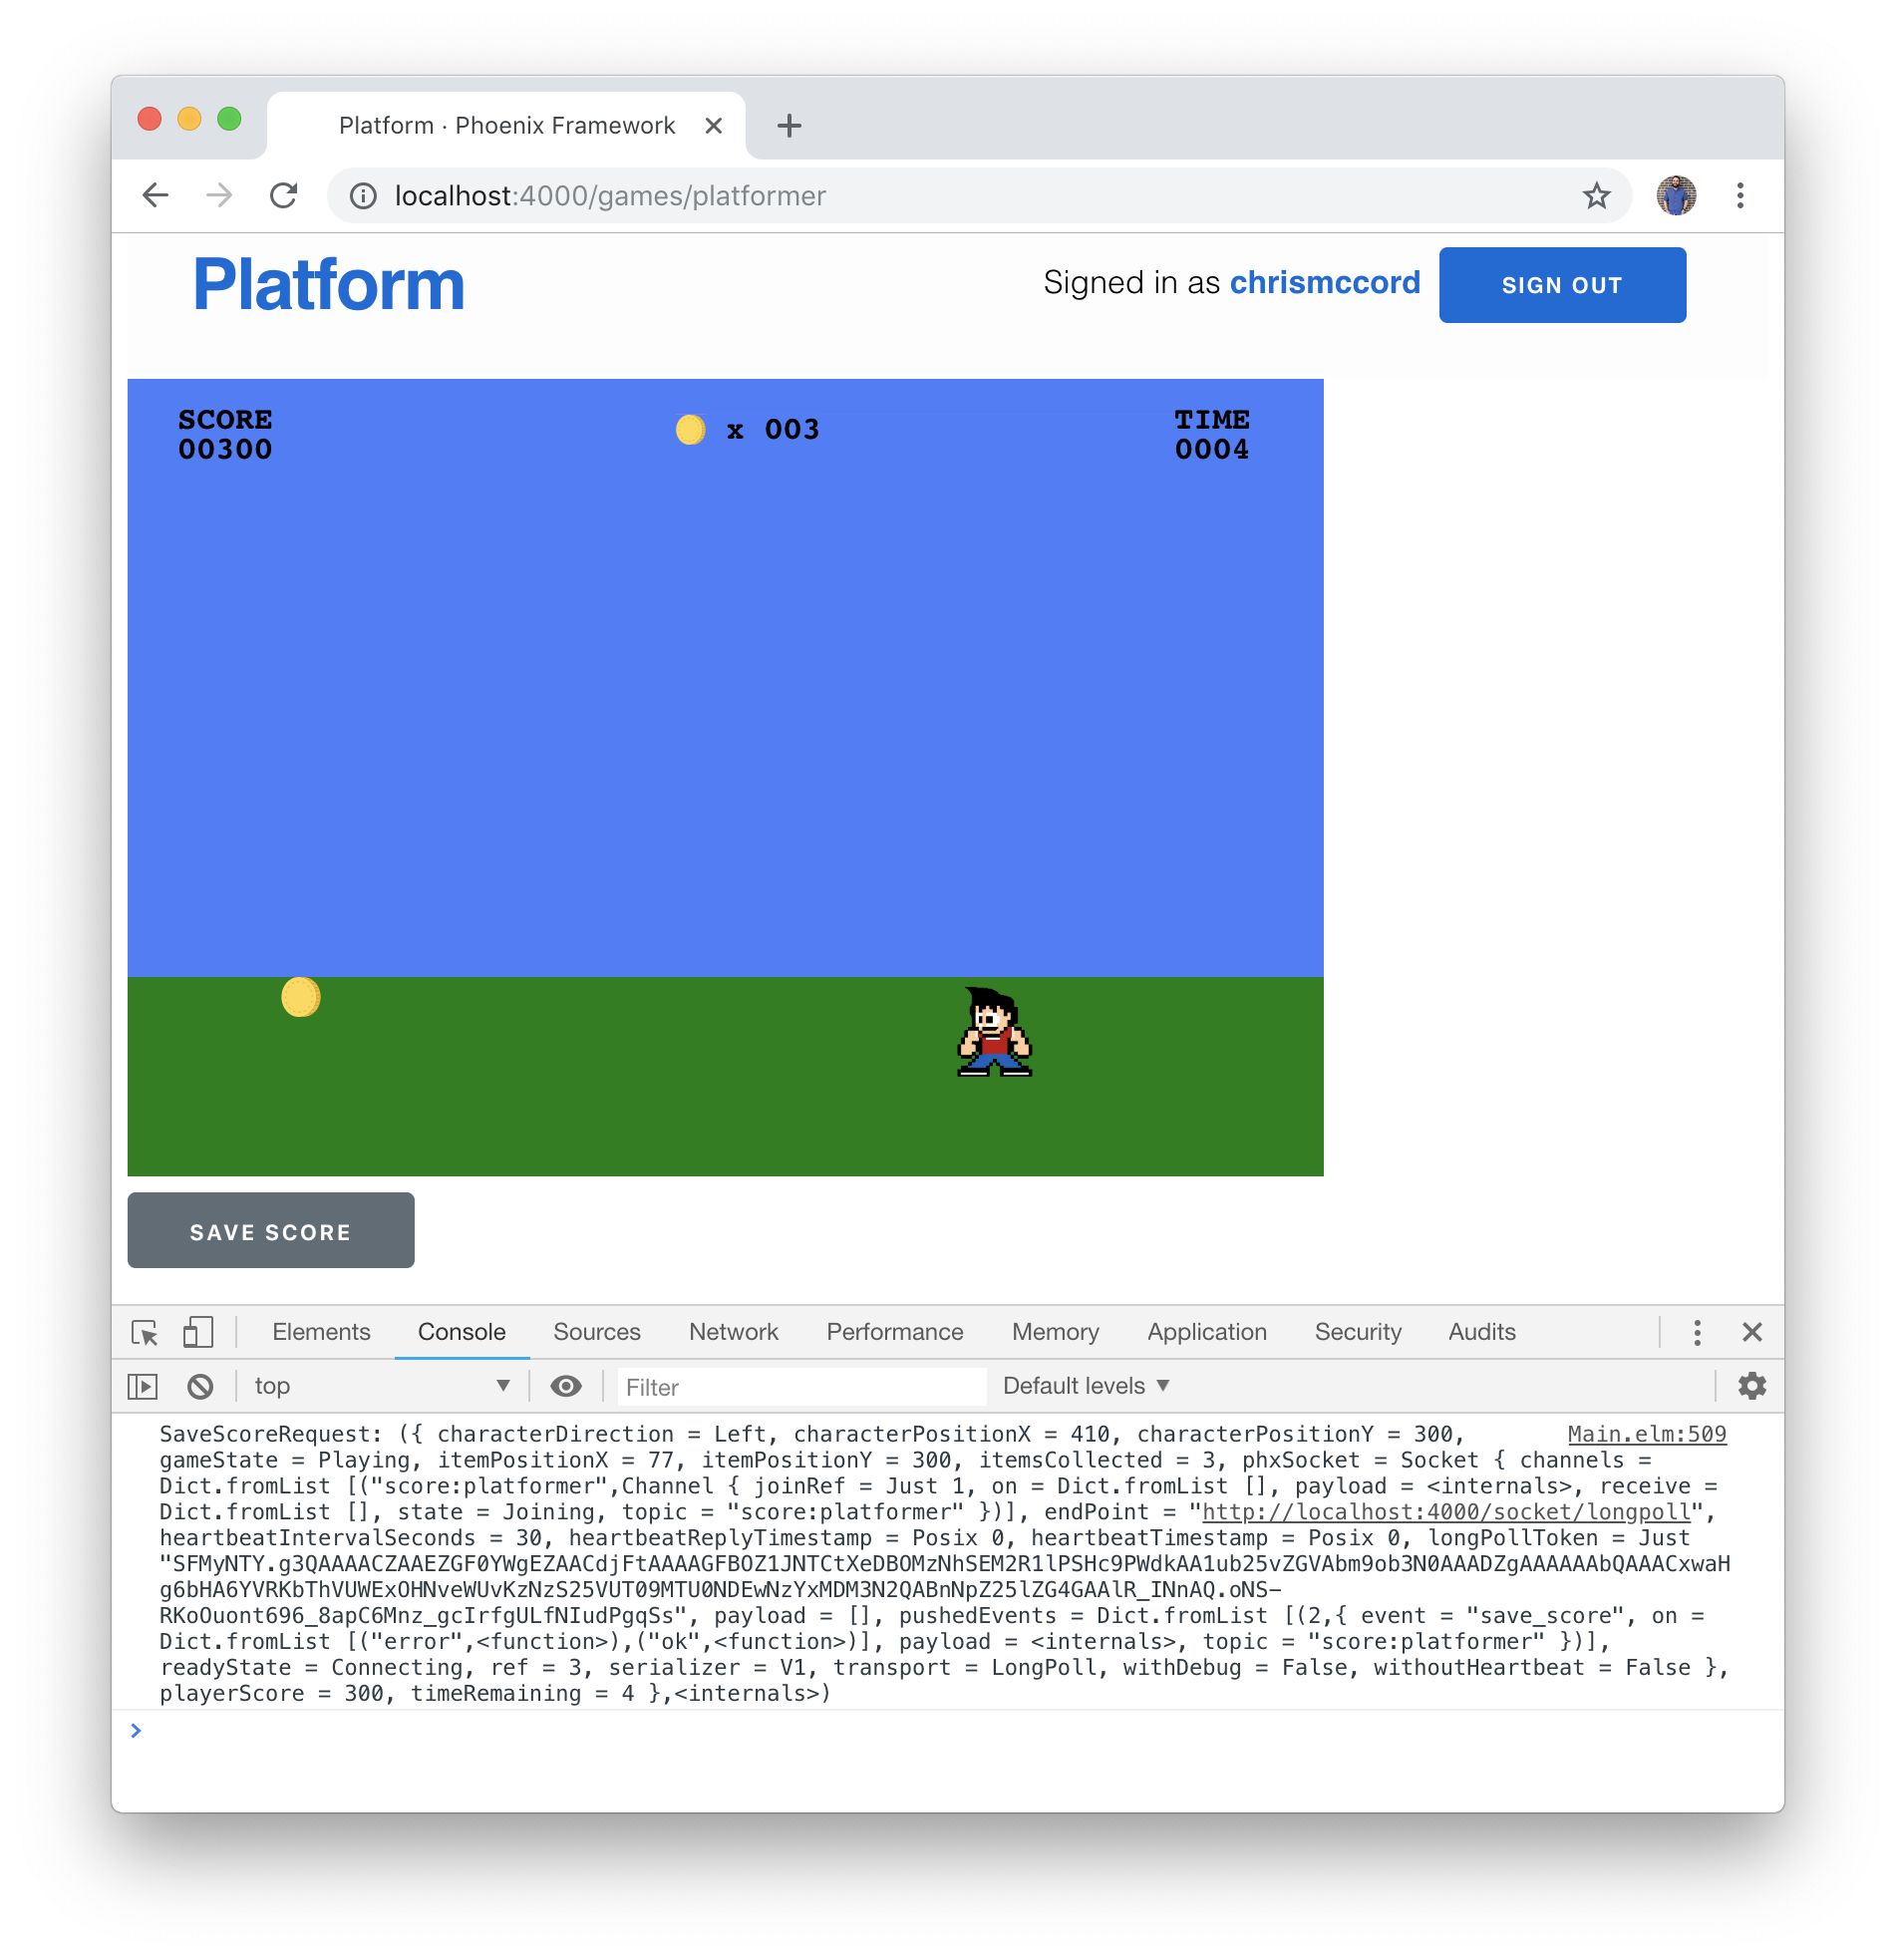 Platform · Phoenix Framework
localhost:4000/games/platformer
Platform
Signed in as chrismccord
SIGN OUT
SCORE
00300
x 003
TIME
0004
SAVE SCORE
Elements Console Sources Network Performance Memory Application Security Audits
top Filter Default levels
SaveScoreRequest: ({ characterDirection = Left, characterPositionX = 410, characterPositionY = 300, Main.elm:509
gameState = Playing, itemPositionX = 77, itemPositionY = 300, itemsCollected = 3, phxSocket = Socket { channels =
Dict.fromList [("score:platformer",Channel { joinRef = Just 1, on = Dict.fromList [], payload = <internals>, receive =
Dict.fromList [], state = Joining, topic = "score:platformer" })], endPoint = "http://localhost:4000/socket/longpoll",
heartbeatIntervalSeconds = 30, heartbeatReplyTimestamp = Posix 0, heartbeatTimestamp = Posix 0, longPollToken = Just
"SFMyNTY.g3QAAAACZAAEZGF0YWgEZAACdjFtAAAAGFBOZ1JNTCtXeDBOMzNhSEM2R1lPSHc9PWdkAA1ub25vZGVAbm9ob3N0AAADZgAAAAAAbQAAACxwaH
g6bHA6YVRKbThVUWExOHNveWUvKzNzS25VUT09MTU0NDEwNzYxMDM3N2QABnNpZ25lZG4GAAlR_INnAQ.oNS-
RKoOuont696_8apC6Mnz_gcIrfgULfNIudPgqSs", payload = [], pushedEvents = Dict.fromList [(2,{ event = "save_score", on =
Dict.fromList [("error",<function>),("ok",<function>)], payload = <internals>, topic = "score:platformer" })],
readyState = Connecting, ref = 3, serializer = V1, transport = LongPoll, withDebug = False, withoutHeartbeat = False },
playerScore = 300, timeRemaining = 4 },<internals>)